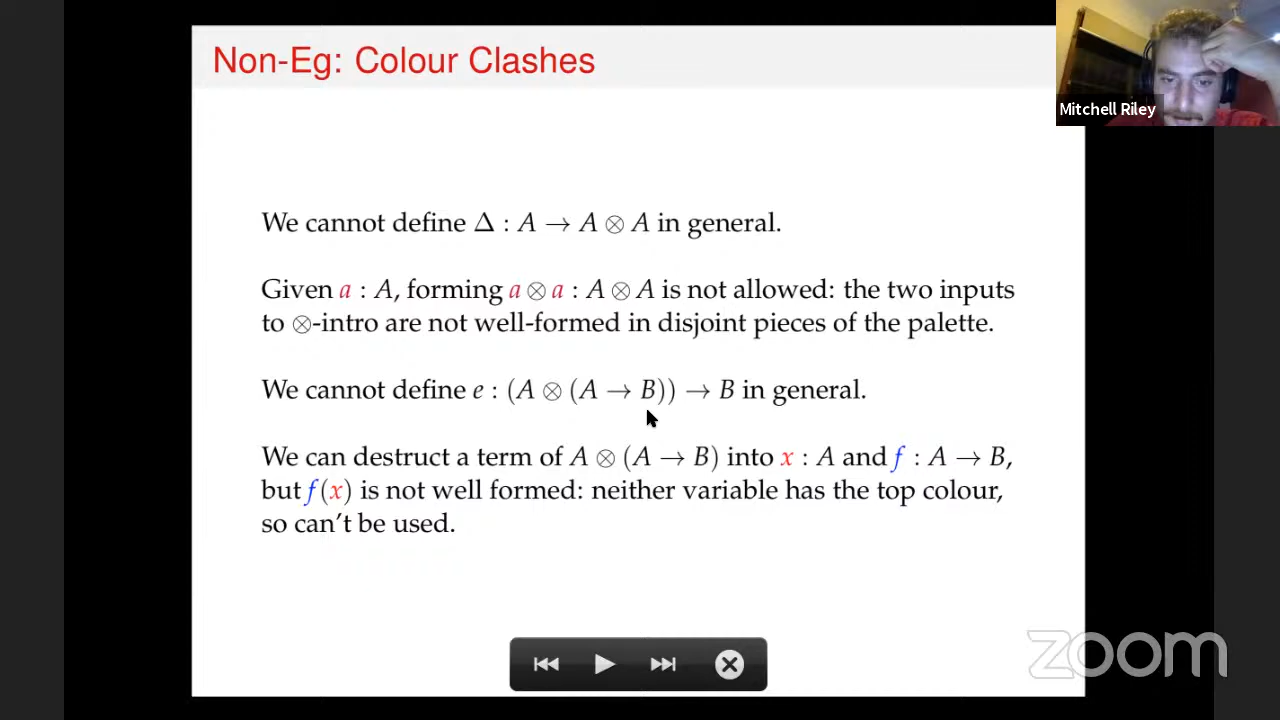 Non-Eg: Colour Clashes
Mitchell Riley
We cannot define Δ : A → A ⊗ A in general.
Given a : A, forming a ⊗ a : A ⊗ A is not allowed: the two inputs
to ⊗-intro are not well-formed in disjoint pieces of the palette.
We cannot define e : (A ⊗ (A → B)) → B in general.
We can destruct a term of A ⊗ (A → B) into x : A and f : A → B,
but f(x) is not well formed: neither variable has the top colour,
so can't be used.
zoom